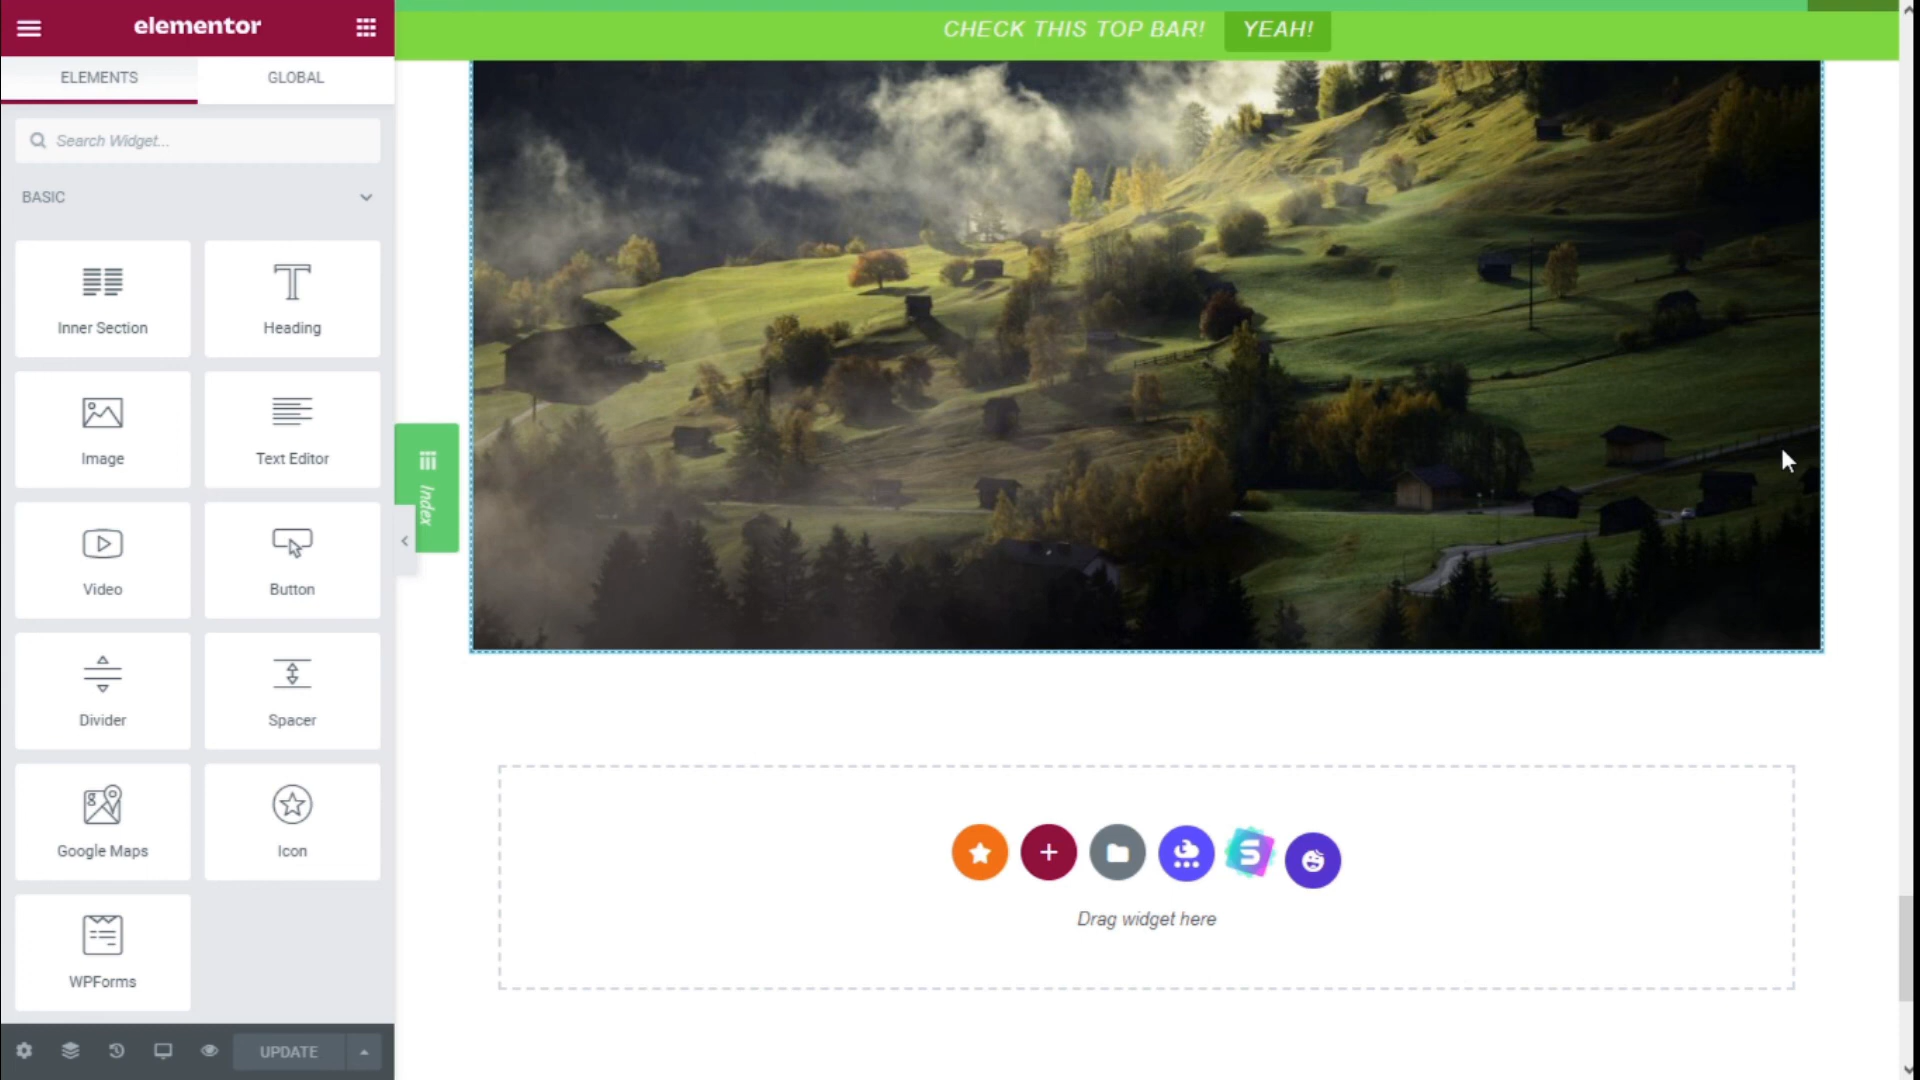 elementor
ELEMENTS
GLOBAL
Search Widget...
BASIC
Inner Section
Heading
Image
Text Editor
Video
Button
Divider
Spacer
Google Maps
Icon
WPForms
UPDATE
CHECK THIS TOP BAR!
YEAH!
Index
Drag widget here